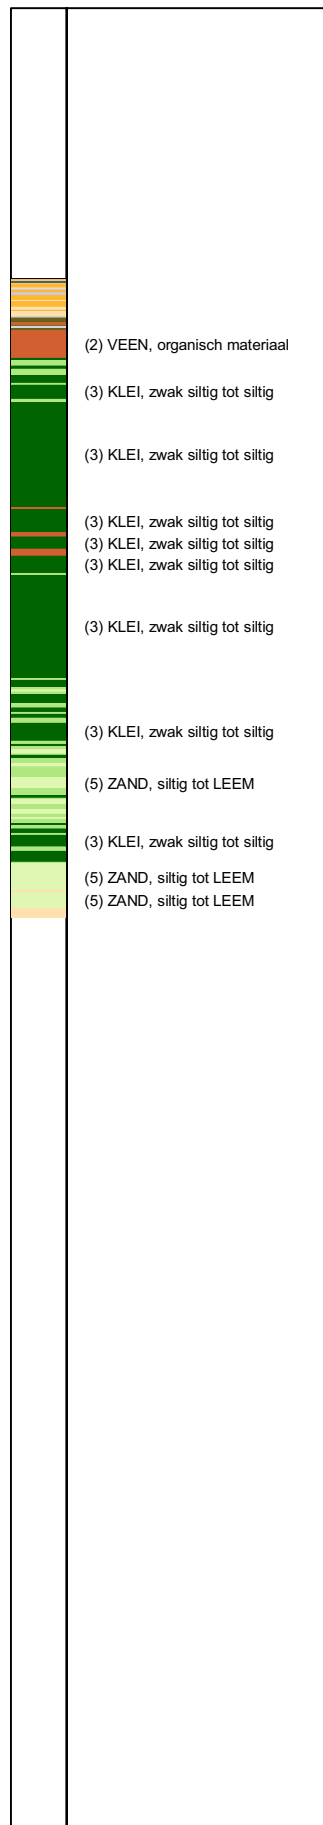 (2) VEEN, organisch materiaal
(3) KLEI, zwak siltig tot siltig
(3) KLEI, zwak siltig tot siltig
(3) KLEI, zwak siltig tot siltig
(3) KLEI, zwak siltig tot siltig
(3) KLEI, zwak siltig tot siltig
(3) KLEI, zwak siltig tot siltig
(3) KLEI, zwak siltig tot siltig
(5) ZAND, siltig tot LEEM
(3) KLEI, zwak siltig tot siltig
(5) ZAND, siltig tot LEEM
(5) ZAND, siltig tot LEEM